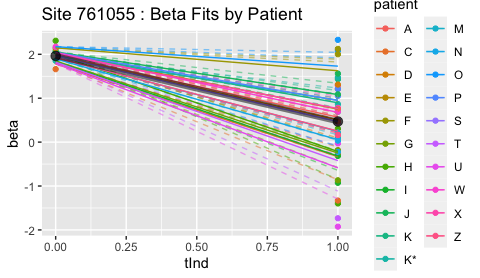 Site 761055 : Beta Fits by Patient
beta
2
1
0
-1
-2
0.00 0.25 0.50 0.75 1.00
tInd
patient
A
C
D
E
F
G
H
I
J
K
K*
M
N
O
P
S
T
U
W
X
Z